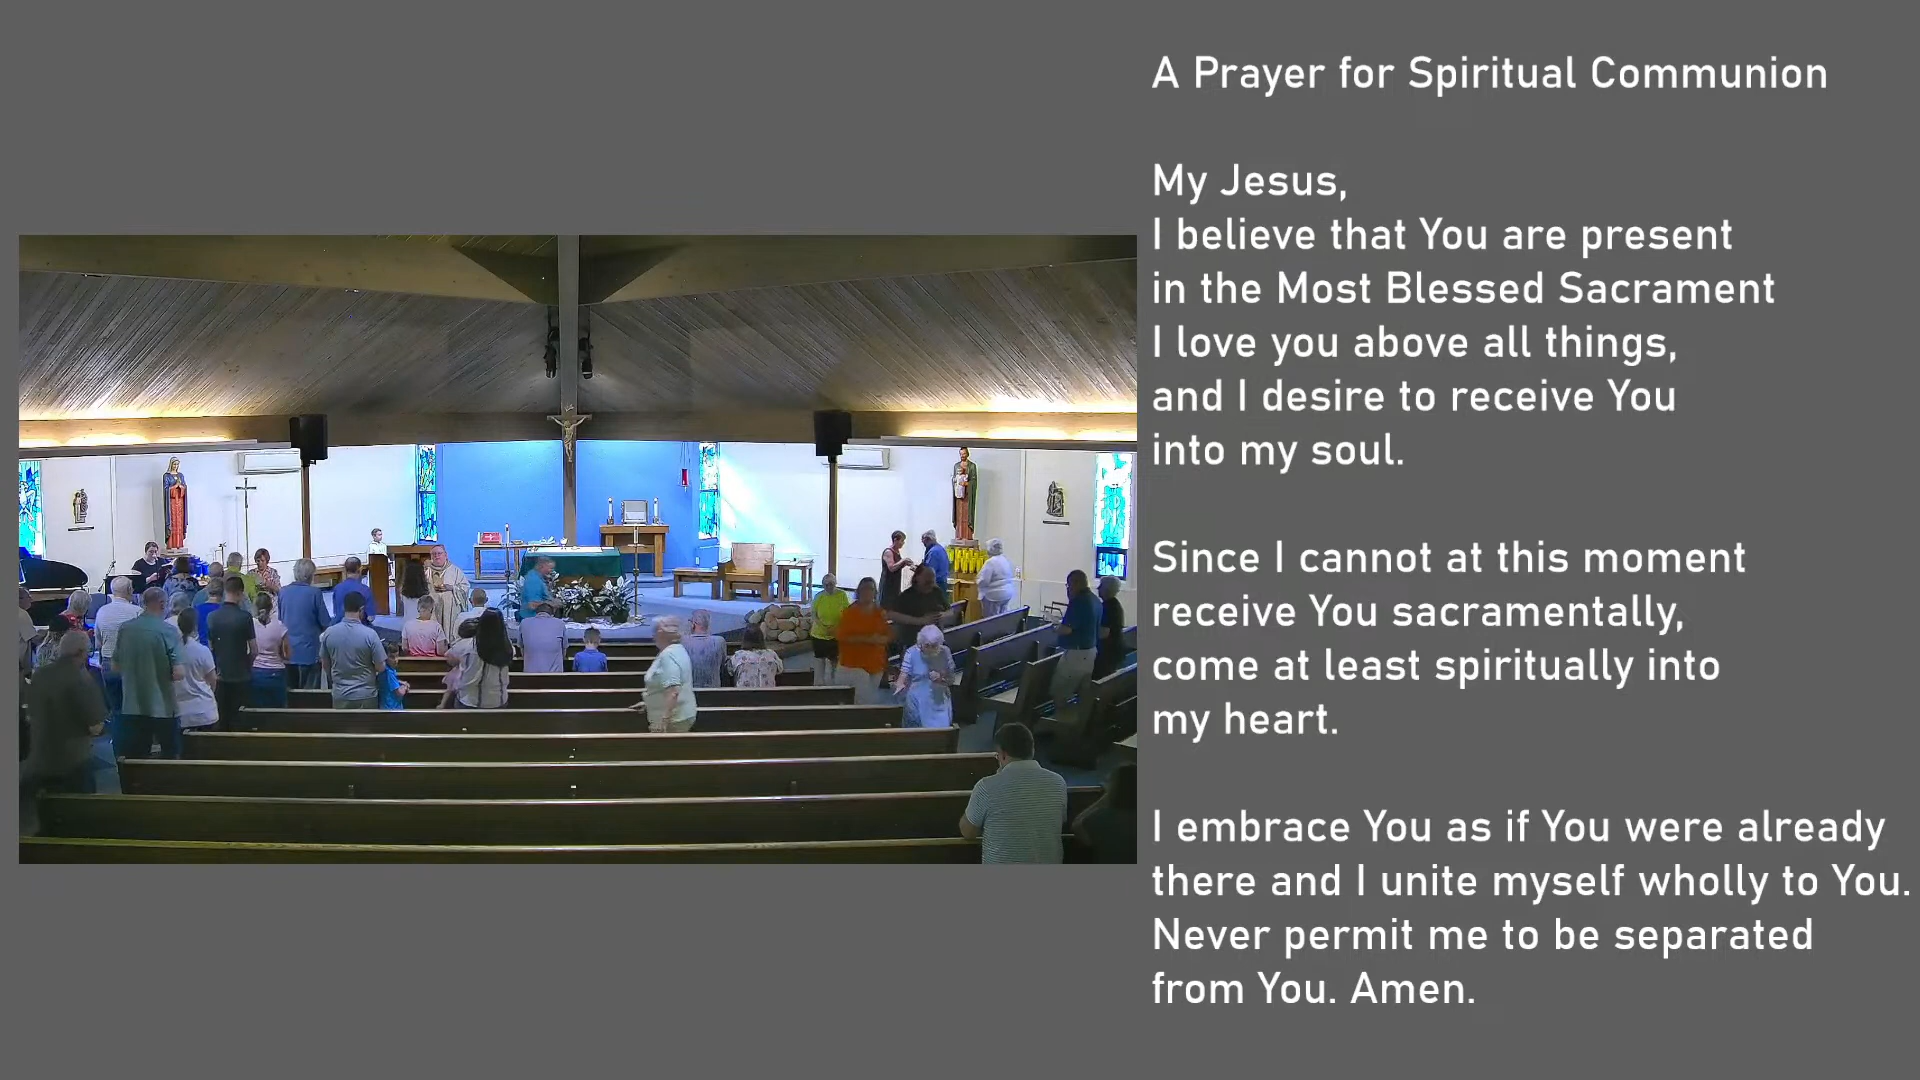 A Prayer for Spiritual Communion
My Jesus,
I believe that You are present
in the Most Blessed Sacrament
I love you above all things,
and I desire to receive You
into my soul.
Since I cannot at this moment
receive You sacramentally,
come at least spiritually into
my heart.
I embrace You as if You were already
there and I unite myself wholly to You.
Never permit me to be separated
from You. Amen.